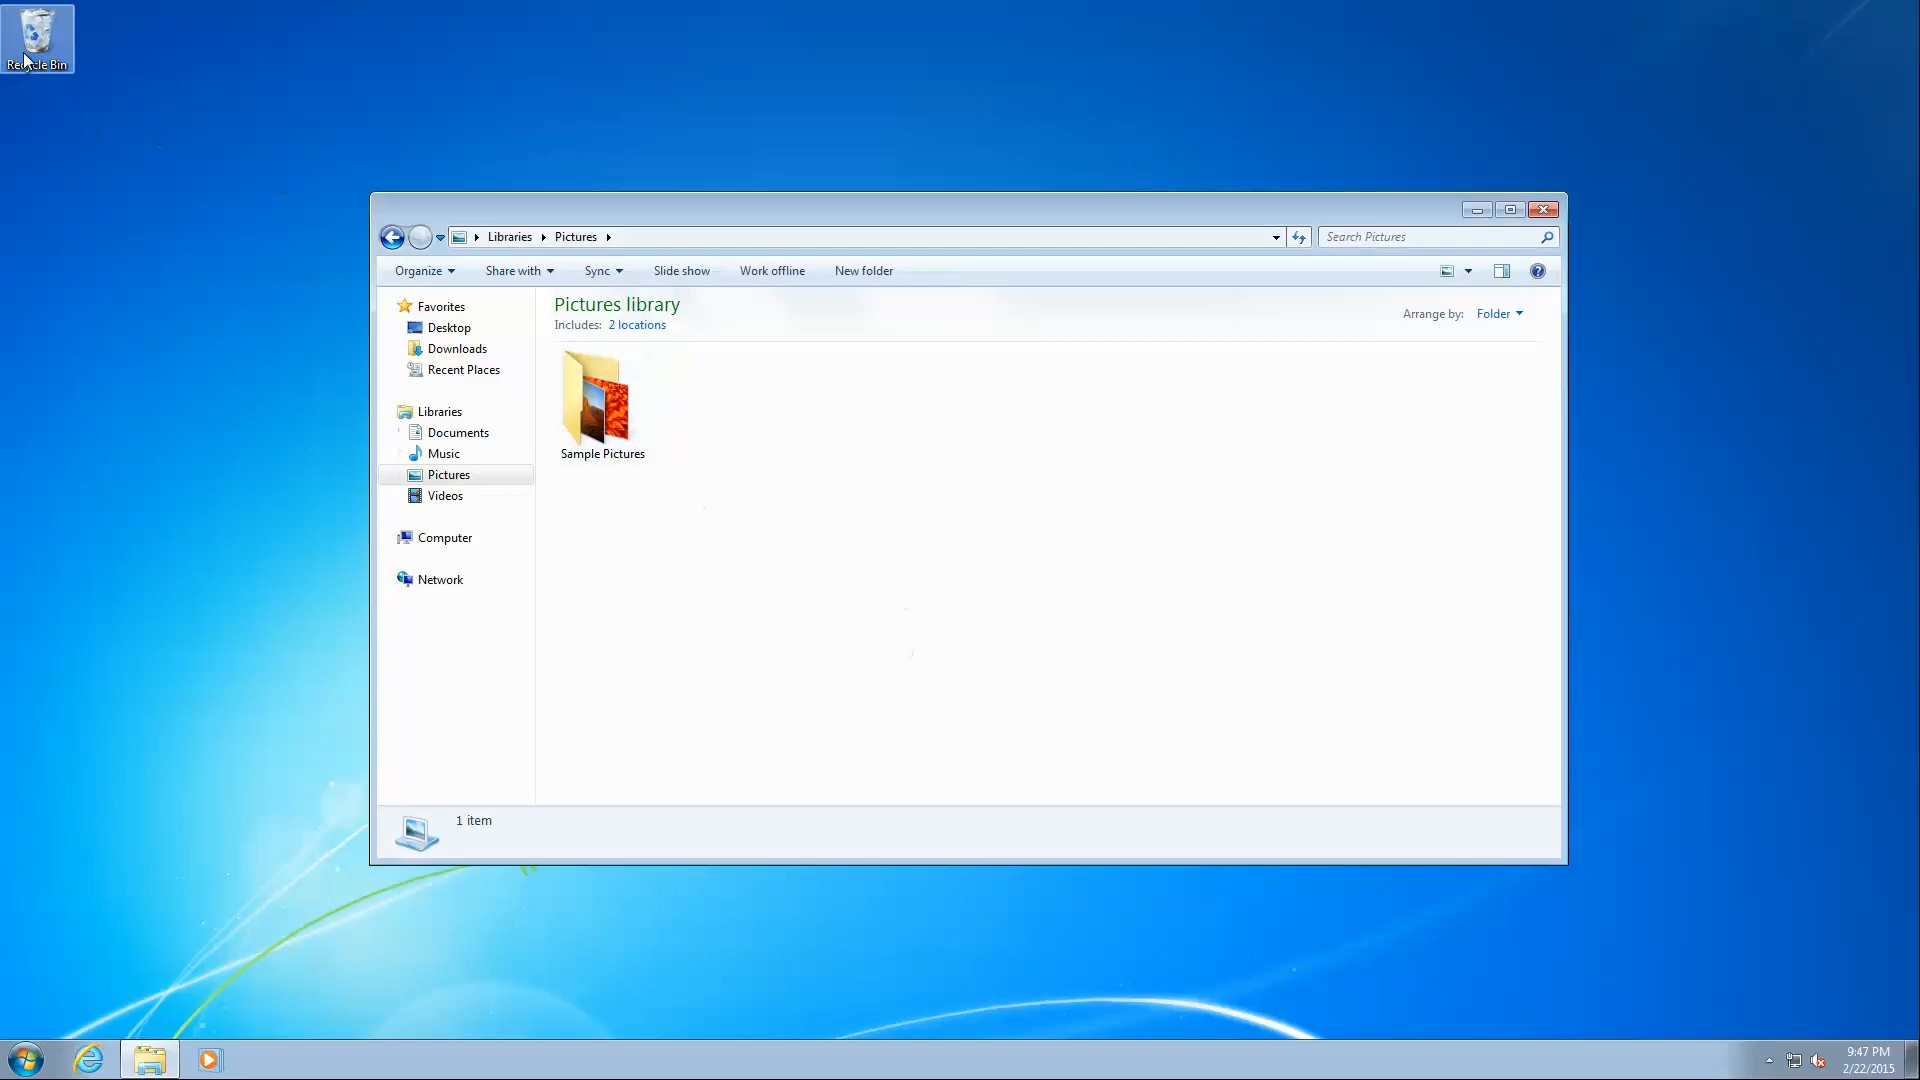 Recycle Bin
Libraries Pictures
Search Pictures
Organize Share with Sync Slide show Work offline New folder
Favorites
Desktop
Downloads
Recent Places
Libraries
Documents
Music
Pictures
Videos
Computer
Network
Pictures library
Includes: 2 locations
Arrange by: Folder
Sample Pictures
1 item
9:47 PM
2/22/2015